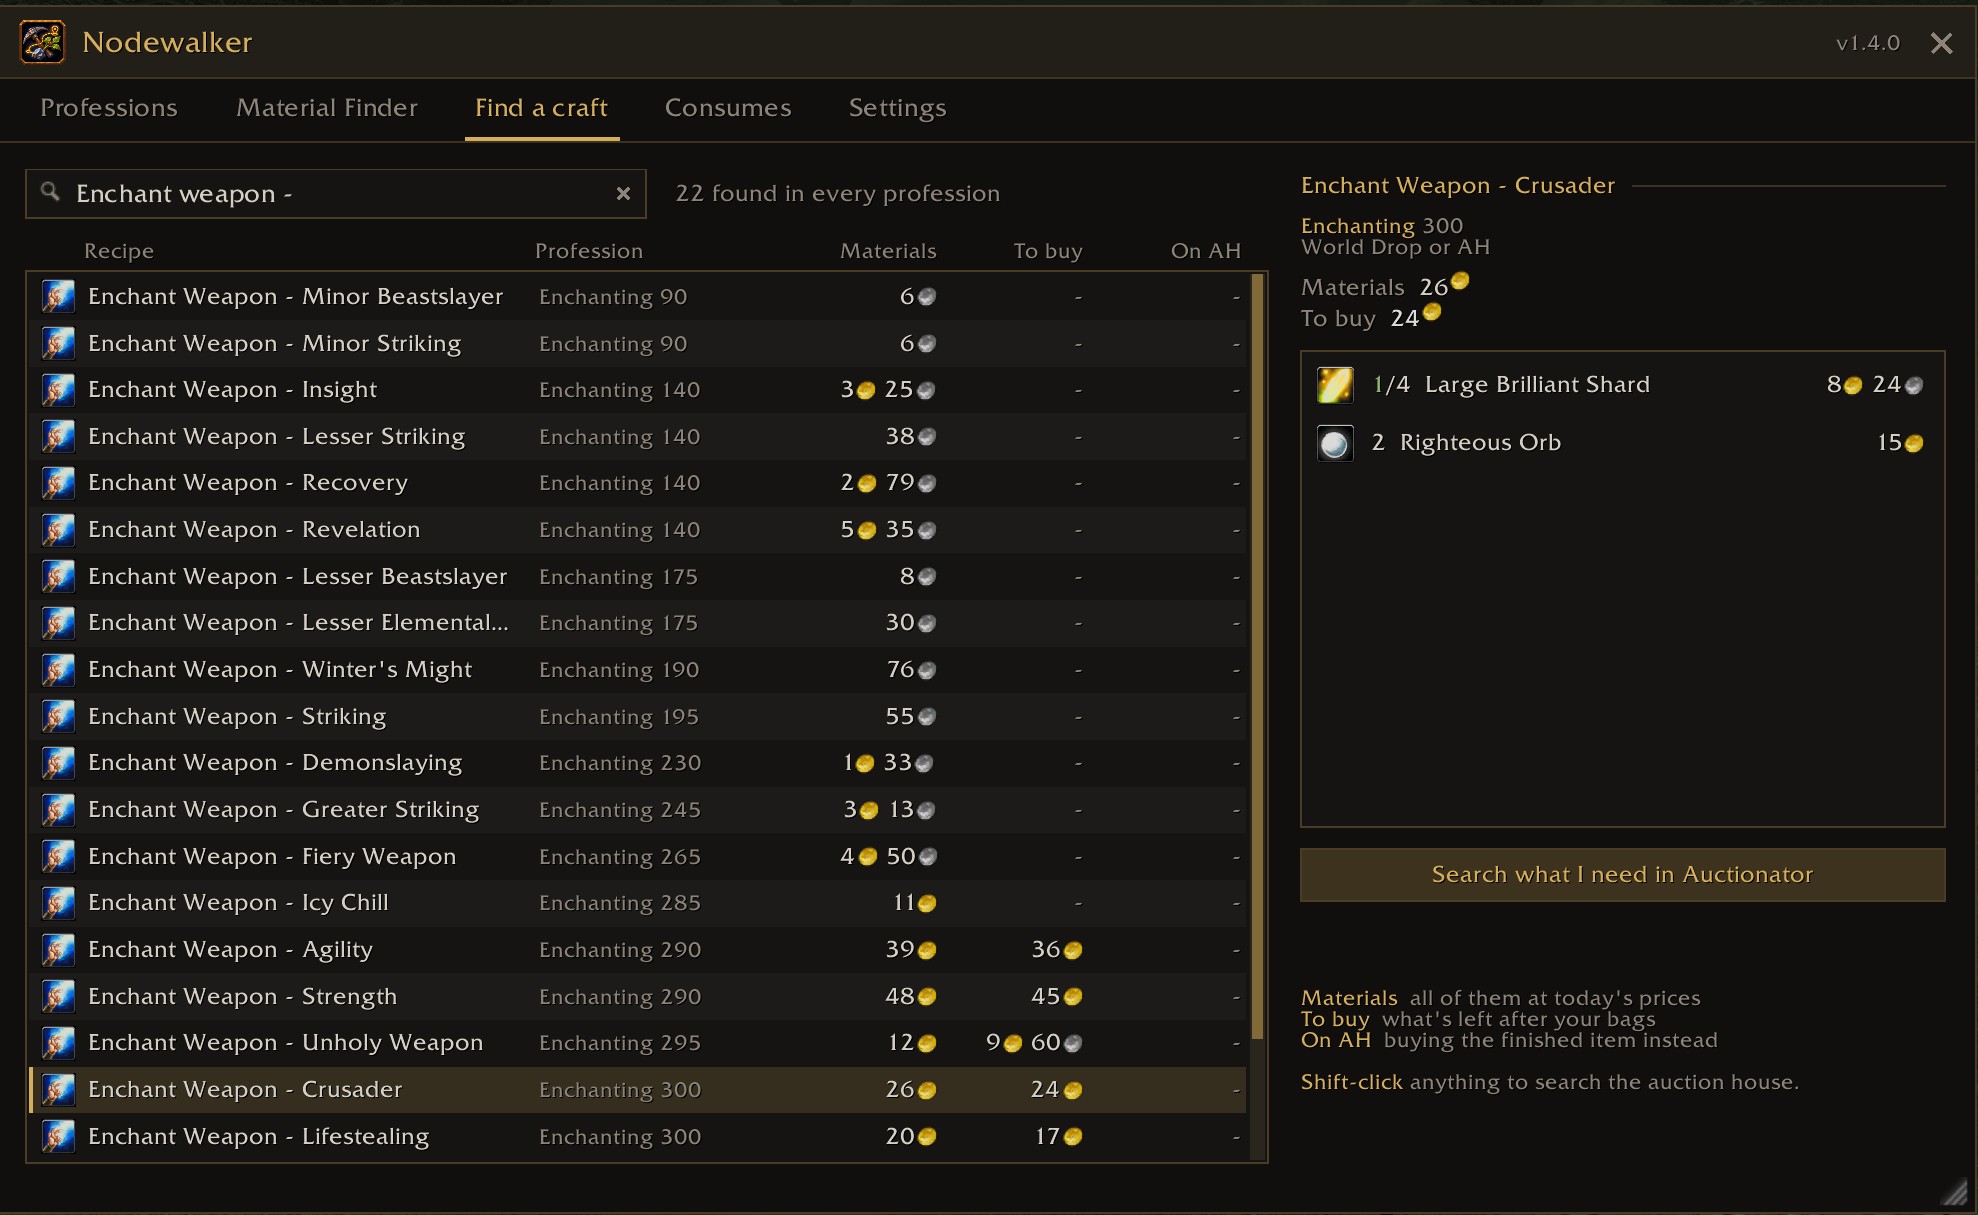 Nodewalker v1.4.0
Professions Material Finder Find a craft Consumes Settings
Enchant weapon - × 22 found in every profession
Recipe Profession Materials To buy On AH
Enchant Weapon - Minor Beastslayer Enchanting 90 6 - -
Enchant Weapon - Minor Striking Enchanting 90 6 - -
Enchant Weapon - Insight Enchanting 140 3 25 - -
Enchant Weapon - Lesser Striking Enchanting 140 38 - -
Enchant Weapon - Recovery Enchanting 140 2 79 - -
Enchant Weapon - Revelation Enchanting 140 5 35 - -
Enchant Weapon - Lesser Beastslayer Enchanting 175 8 - -
Enchant Weapon - Lesser Elemental... Enchanting 175 30 - -
Enchant Weapon - Winter's Might Enchanting 190 76 - -
Enchant Weapon - Striking Enchanting 195 55 - -
Enchant Weapon - Demonslaying Enchanting 230 1 33 - -
Enchant Weapon - Greater Striking Enchanting 245 3 13 - -
Enchant Weapon - Fiery Weapon Enchanting 265 4 50 - -
Enchant Weapon - Icy Chill Enchanting 285 11 - -
Enchant Weapon - Agility Enchanting 290 39 36 -
Enchant Weapon - Strength Enchanting 290 48 45 -
Enchant Weapon - Unholy Weapon Enchanting 295 12 9 60 -
Enchant Weapon - Crusader Enchanting 300 26 24 -
Enchant Weapon - Lifestealing Enchanting 300 20 17 -
Enchant Weapon - Crusader
Enchanting 300
World Drop or AH
Materials 26
To buy 24
1/4 Large Brilliant Shard 8 24
2 Righteous Orb 15
Search what I need in Auctionator
Materials all of them at today's prices
To buy what's left after your bags
On AH buying the finished item instead
Shift-click anything to search the auction house.